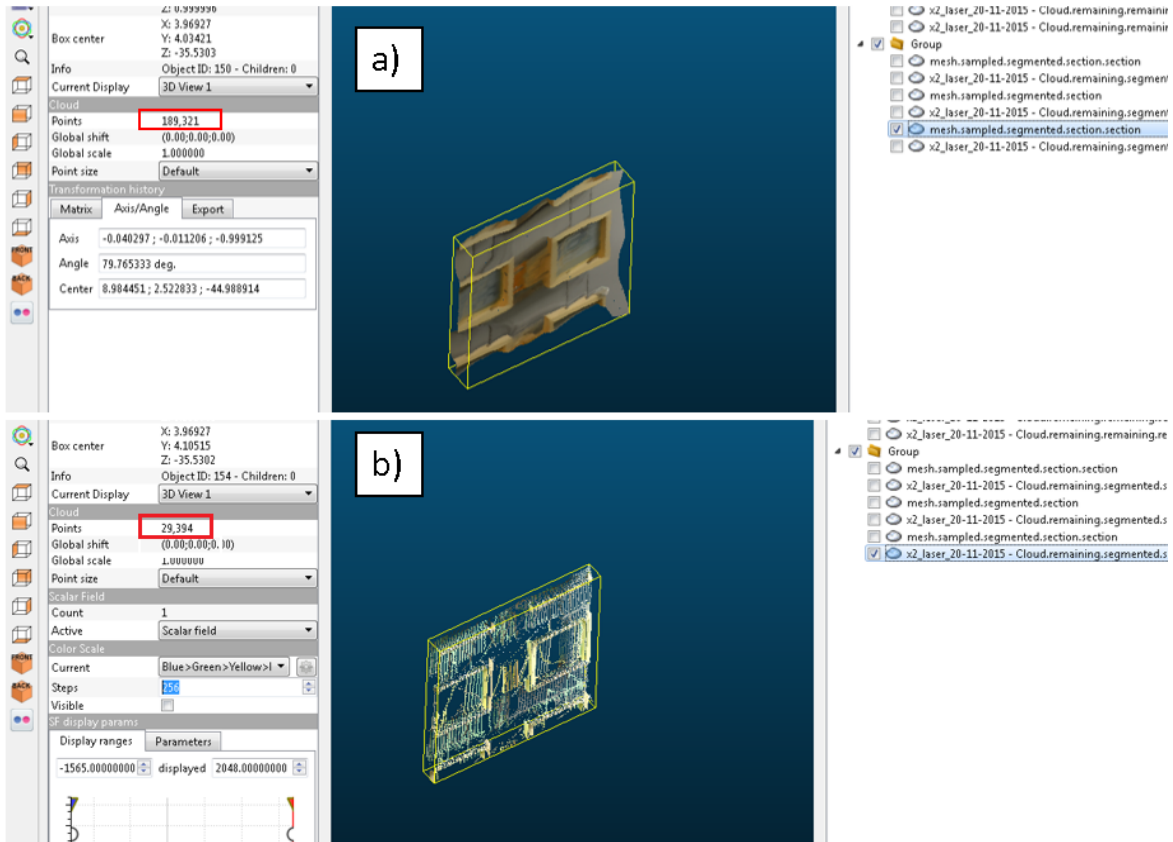 Z: 0.999996
X: 3.96927
Box center Y: 4.03421
Z: -35.5303
Info Object ID: 150 - Children: 0
Current Display 3D View 1
Cloud
Points 189,321
Global shift (0.00;0.00;0.00)
Global scale 1.000000
Point size Default
Transformation history
Matrix Axis/Angle Export
Axis -0.040297 ; -0.011206 ; -0.999125
Angle 79.765333 deg.
Center 8.984451 ; 2.522833 ; -44.988914
FRONT
BACK
a)
x2_laser_20-11-2015 - Cloud.remaining.remainin
x2_laser_20-11-2015 - Cloud.remaining.remainin
Group
mesh.sampled.segmented.section.section
x2_laser_20-11-2015 - Cloud.remaining.segment
mesh.sampled.segmented.section
x2_laser_20-11-2015 - Cloud.remaining.segment
mesh.sampled.segmented.section.section
x2_laser_20-11-2015 - Cloud.remaining.segment
X: 3.96927
Box center Y: 4.10515
Z: -35.5302
Info Object ID: 154 - Children: 0
Current Display 3D View 1
Cloud
Points 29,394
Global shift (0.00;0.00;0.00)
Global scale 1.000000
Point size Default
Scalar Field
Count 1
Active Scalar field
Color Scale
Current Blue>Green>Yellow>
Steps 256
Visible
SF display params
Display ranges Parameters
-1565.00000000 displayed 2048.00000000
FRONT
BACK
b)
x2_laser_20-11-2015 - Cloud.remaining.remaining.re
Group
mesh.sampled.segmented.section.section
x2_laser_20-11-2015 - Cloud.remaining.segmented.s
mesh.sampled.segmented.section
x2_laser_20-11-2015 - Cloud.remaining.segmented.s
mesh.sampled.segmented.section.section
x2_laser_20-11-2015 - Cloud.remaining.segmented.s